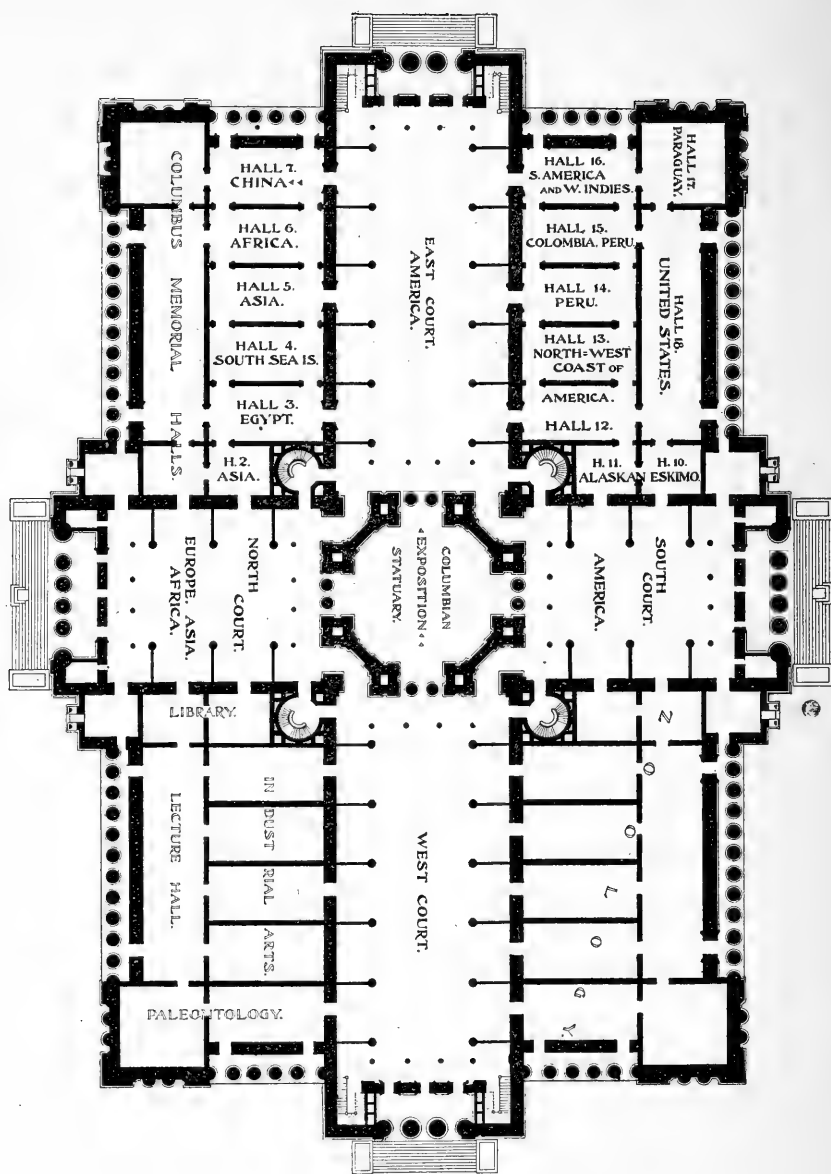 COLUMBUS MEMORIAL HALLS.
HALL 7.
CHINA
HALL 6.
AFRICA.
HALL 5.
ASIA.
HALL 4.
SOUTH SEA IS.
HALL 3.
EGYPT.
H. 2.
ASIA.
EAST COURT.
AMERICA.
HALL 16.
S. AMERICA
AND W. INDIES.
HALL 15.
COLOMBIA. PERU.
HALL 14.
PERU.
HALL 13.
NORTH=WEST
COAST OF
AMERICA.
HALL 12.
H. 11.
ALASKAN
H. 10.
ESKIMO.
HALL 17.
PARAGUAY.
HALL 18.
UNITED STATES.
NORTH
COURT.
EUROPE. ASIA.
AFRICA.
COLUMBIAN
EXPOSITION
STATUARY.
SOUTH
COURT.
AMERICA.
LIBRARY.
LECTURE HALL.
INDUSTRIAL ARTS.
PALEONTOLOGY.
WEST COURT.
ZOOLOGY.